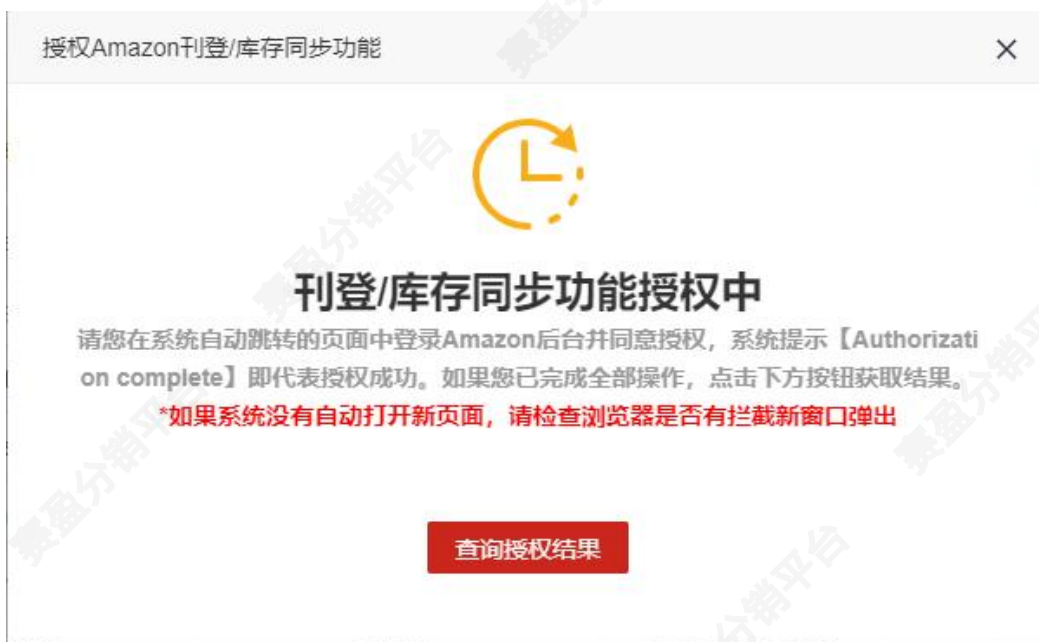 授权Amazon刊登/库存同步功能
刊登/库存同步功能授权中
请您在系统自动跳转的页面中登录Amazon后台并同意授权，系统提示【Authorizati
on complete】即代表授权成功。如果您已完成全部操作，点击下方按钮获取结果。
*如果系统没有自动打开新页面，请检查浏览器是否有拦截新窗口弹出
查询授权结果
赛盈分销平台